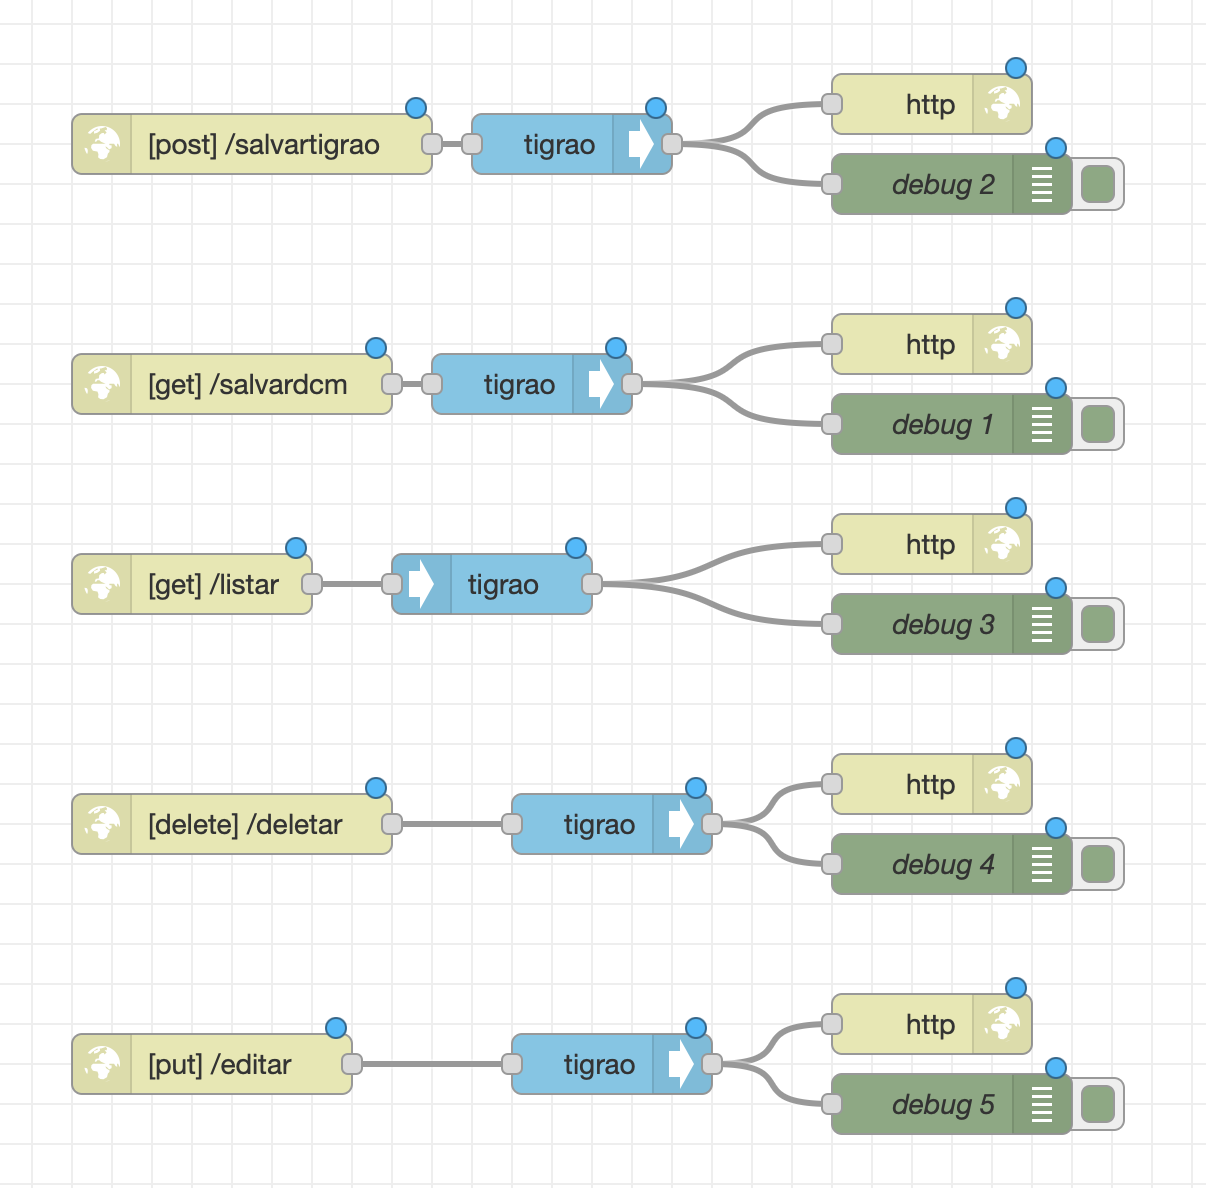 [post] /salvartigrao
tigrao
http
debug 2
[get] /salvardcm
tigrao
http
debug 1
[get] /listar
tigrao
http
debug 3
[delete] /deletar
tigrao
http
debug 4
[put] /editar
tigrao
http
debug 5